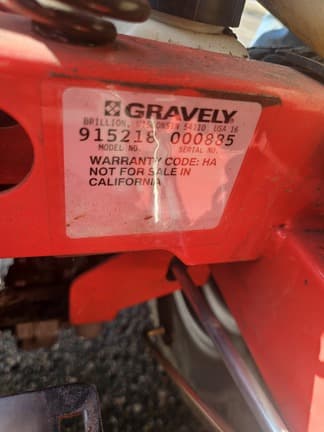 GRAVELY
BRILLION, WISCONSIN 54110 USA 16
915218 000885
MODEL NO. SERIAL NO.
WARRANTY CODE: HA
NOT FOR SALE IN
CALIFORNIA